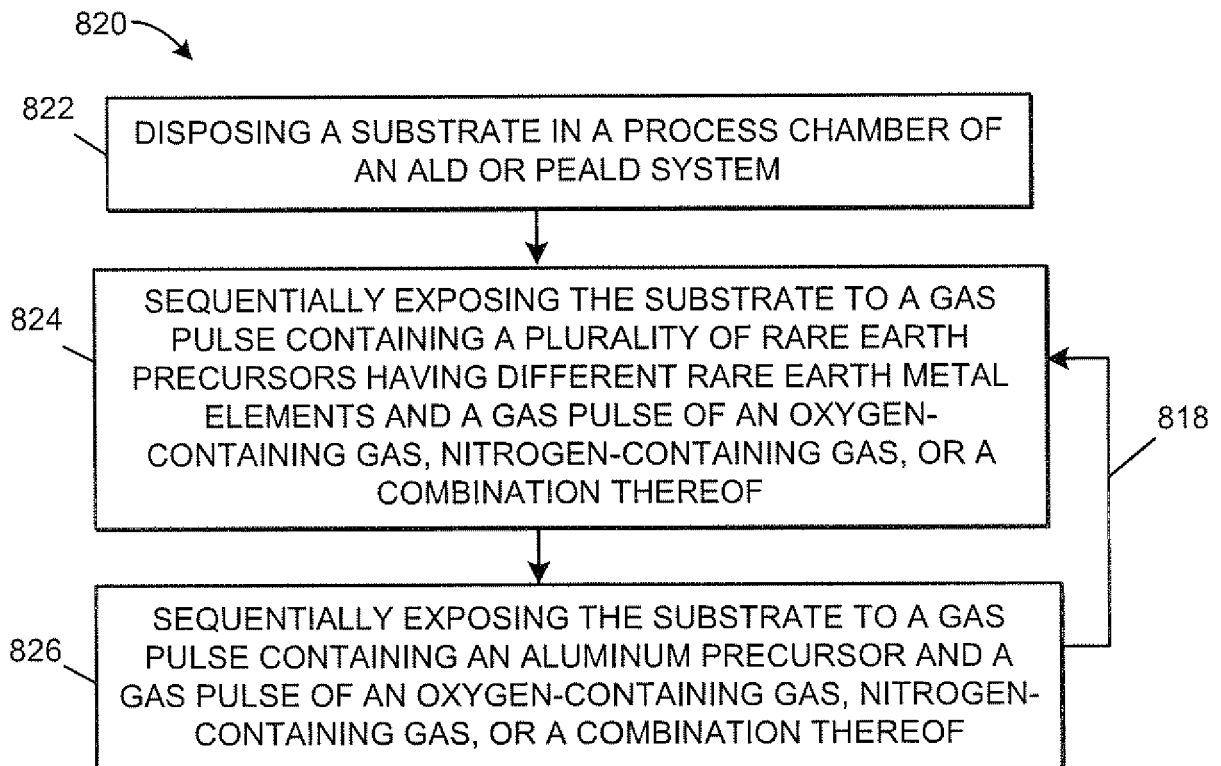 820
822
DISPOSING A SUBSTRATE IN A PROCESS CHAMBER OF
AN ALD OR PEALD SYSTEM
824
SEQUENTIALLY EXPOSING THE SUBSTRATE TO A GAS
PULSE CONTAINING A PLURALITY OF RARE EARTH
PRECURSORS HAVING DIFFERENT RARE EARTH METAL
ELEMENTS AND A GAS PULSE OF AN OXYGEN-
CONTAINING GAS, NITROGEN-CONTAINING GAS, OR A
COMBINATION THEREOF
818
826
SEQUENTIALLY EXPOSING THE SUBSTRATE TO A GAS
PULSE CONTAINING AN ALUMINUM PRECURSOR AND A
GAS PULSE OF AN OXYGEN-CONTAINING GAS, NITROGEN-
CONTAINING GAS, OR A COMBINATION THEREOF